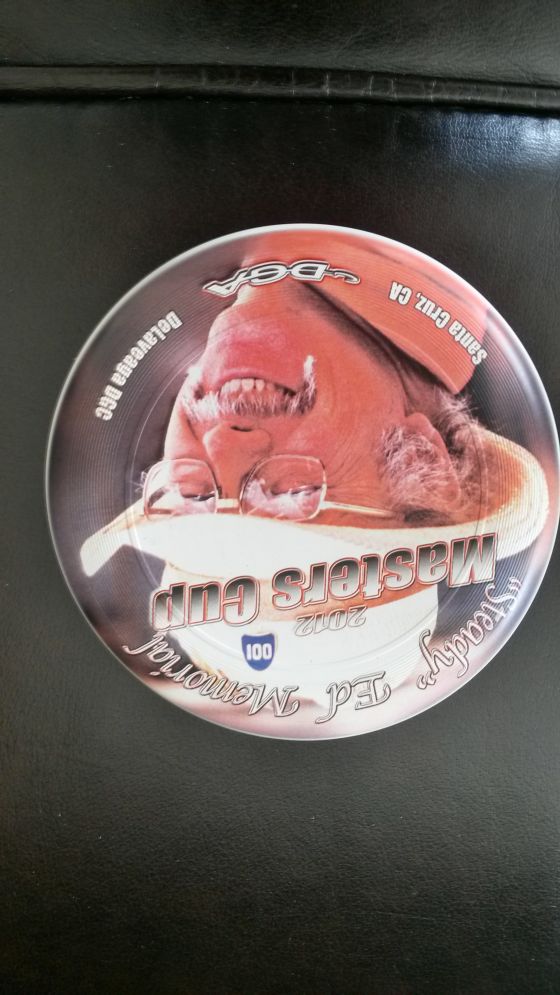 "Steady" Ed Memorial
100
2012
Masters Cup
Santa Cruz, CA
DeLaveaga DGC
DGA